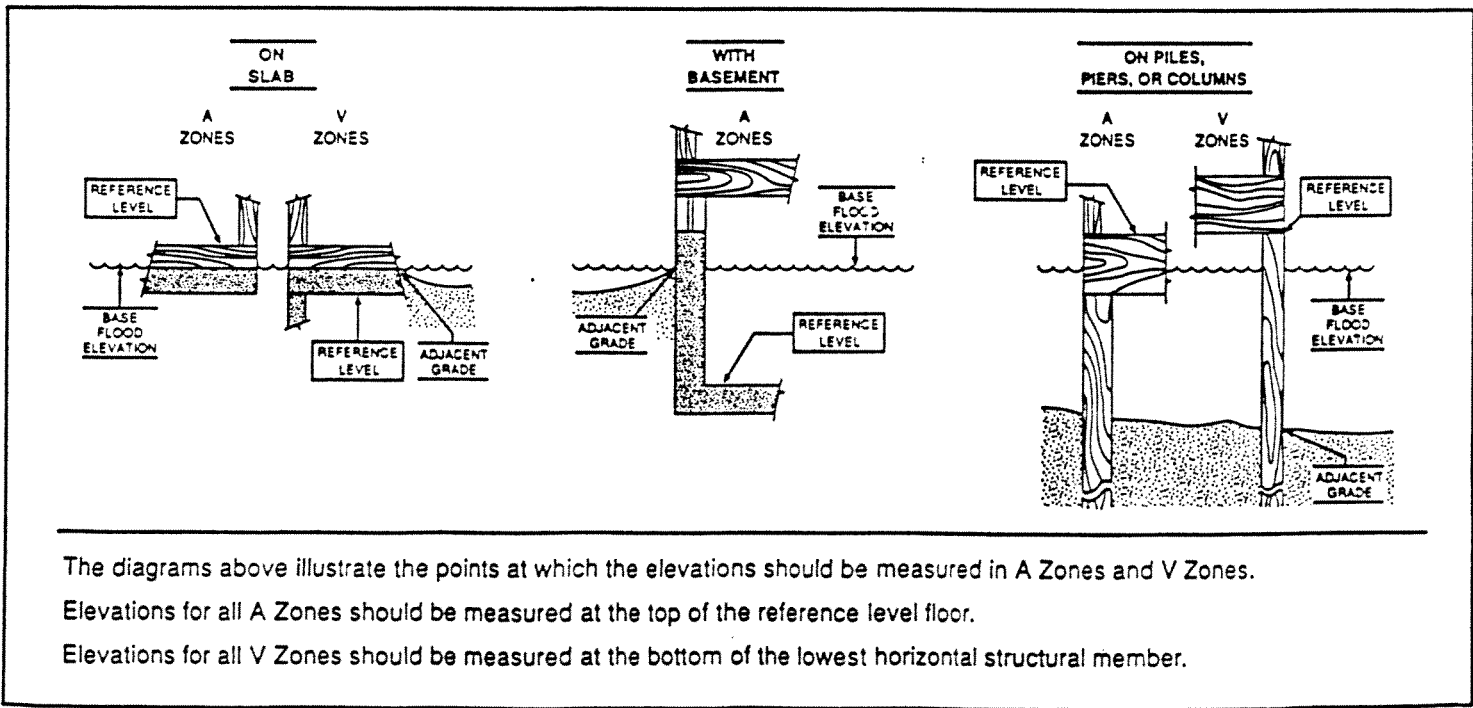 ON
SLAB
A
ZONES
V
ZONES
REFERENCE
LEVEL
BASE
FLOOD
ELEVATION
REFERENCE
LEVEL
ADJACENT
GRADE
WITH
BASEMENT
A
ZONES
BASE
FLOOD
ELEVATION
ADJACENT
GRADE
REFERENCE
LEVEL
ON PILES,
PIERS, OR COLUMNS
A
ZONES
V
ZONES
REFERENCE
LEVEL
REFERENCE
LEVEL
BASE
FLOOD
ELEVATION
ADJACENT
GRADE
The diagrams above illustrate the points at which the elevations should be measured in A Zones and V Zones.
Elevations for all A Zones should be measured at the top of the reference level floor.
Elevations for all V Zones should be measured at the bottom of the lowest horizontal structural member.